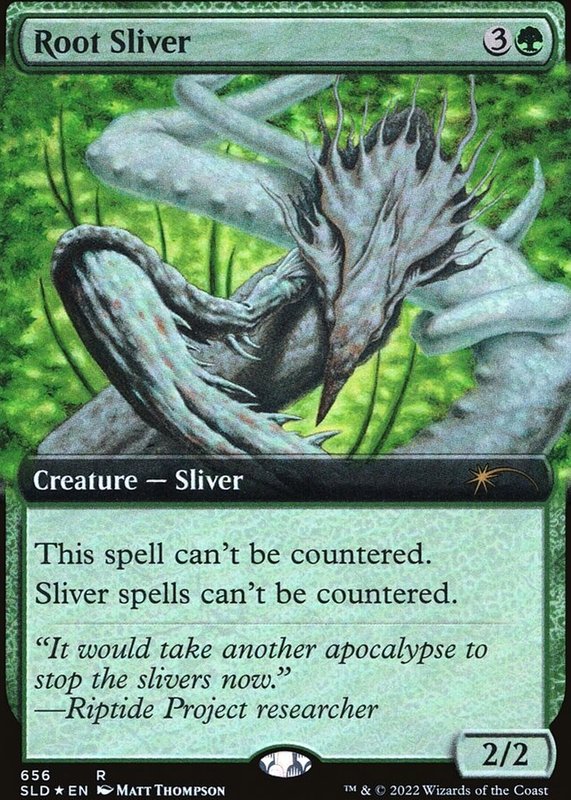 Root Sliver
3
Creature — Sliver
This spell can't be countered.
Sliver spells can't be countered.
“It would take another apocalypse to
stop the slivers now.”
—Riptide Project researcher
2/2
656 R
SLD ★ EN Matt Thompson
™ & © 2022 Wizards of the Coast